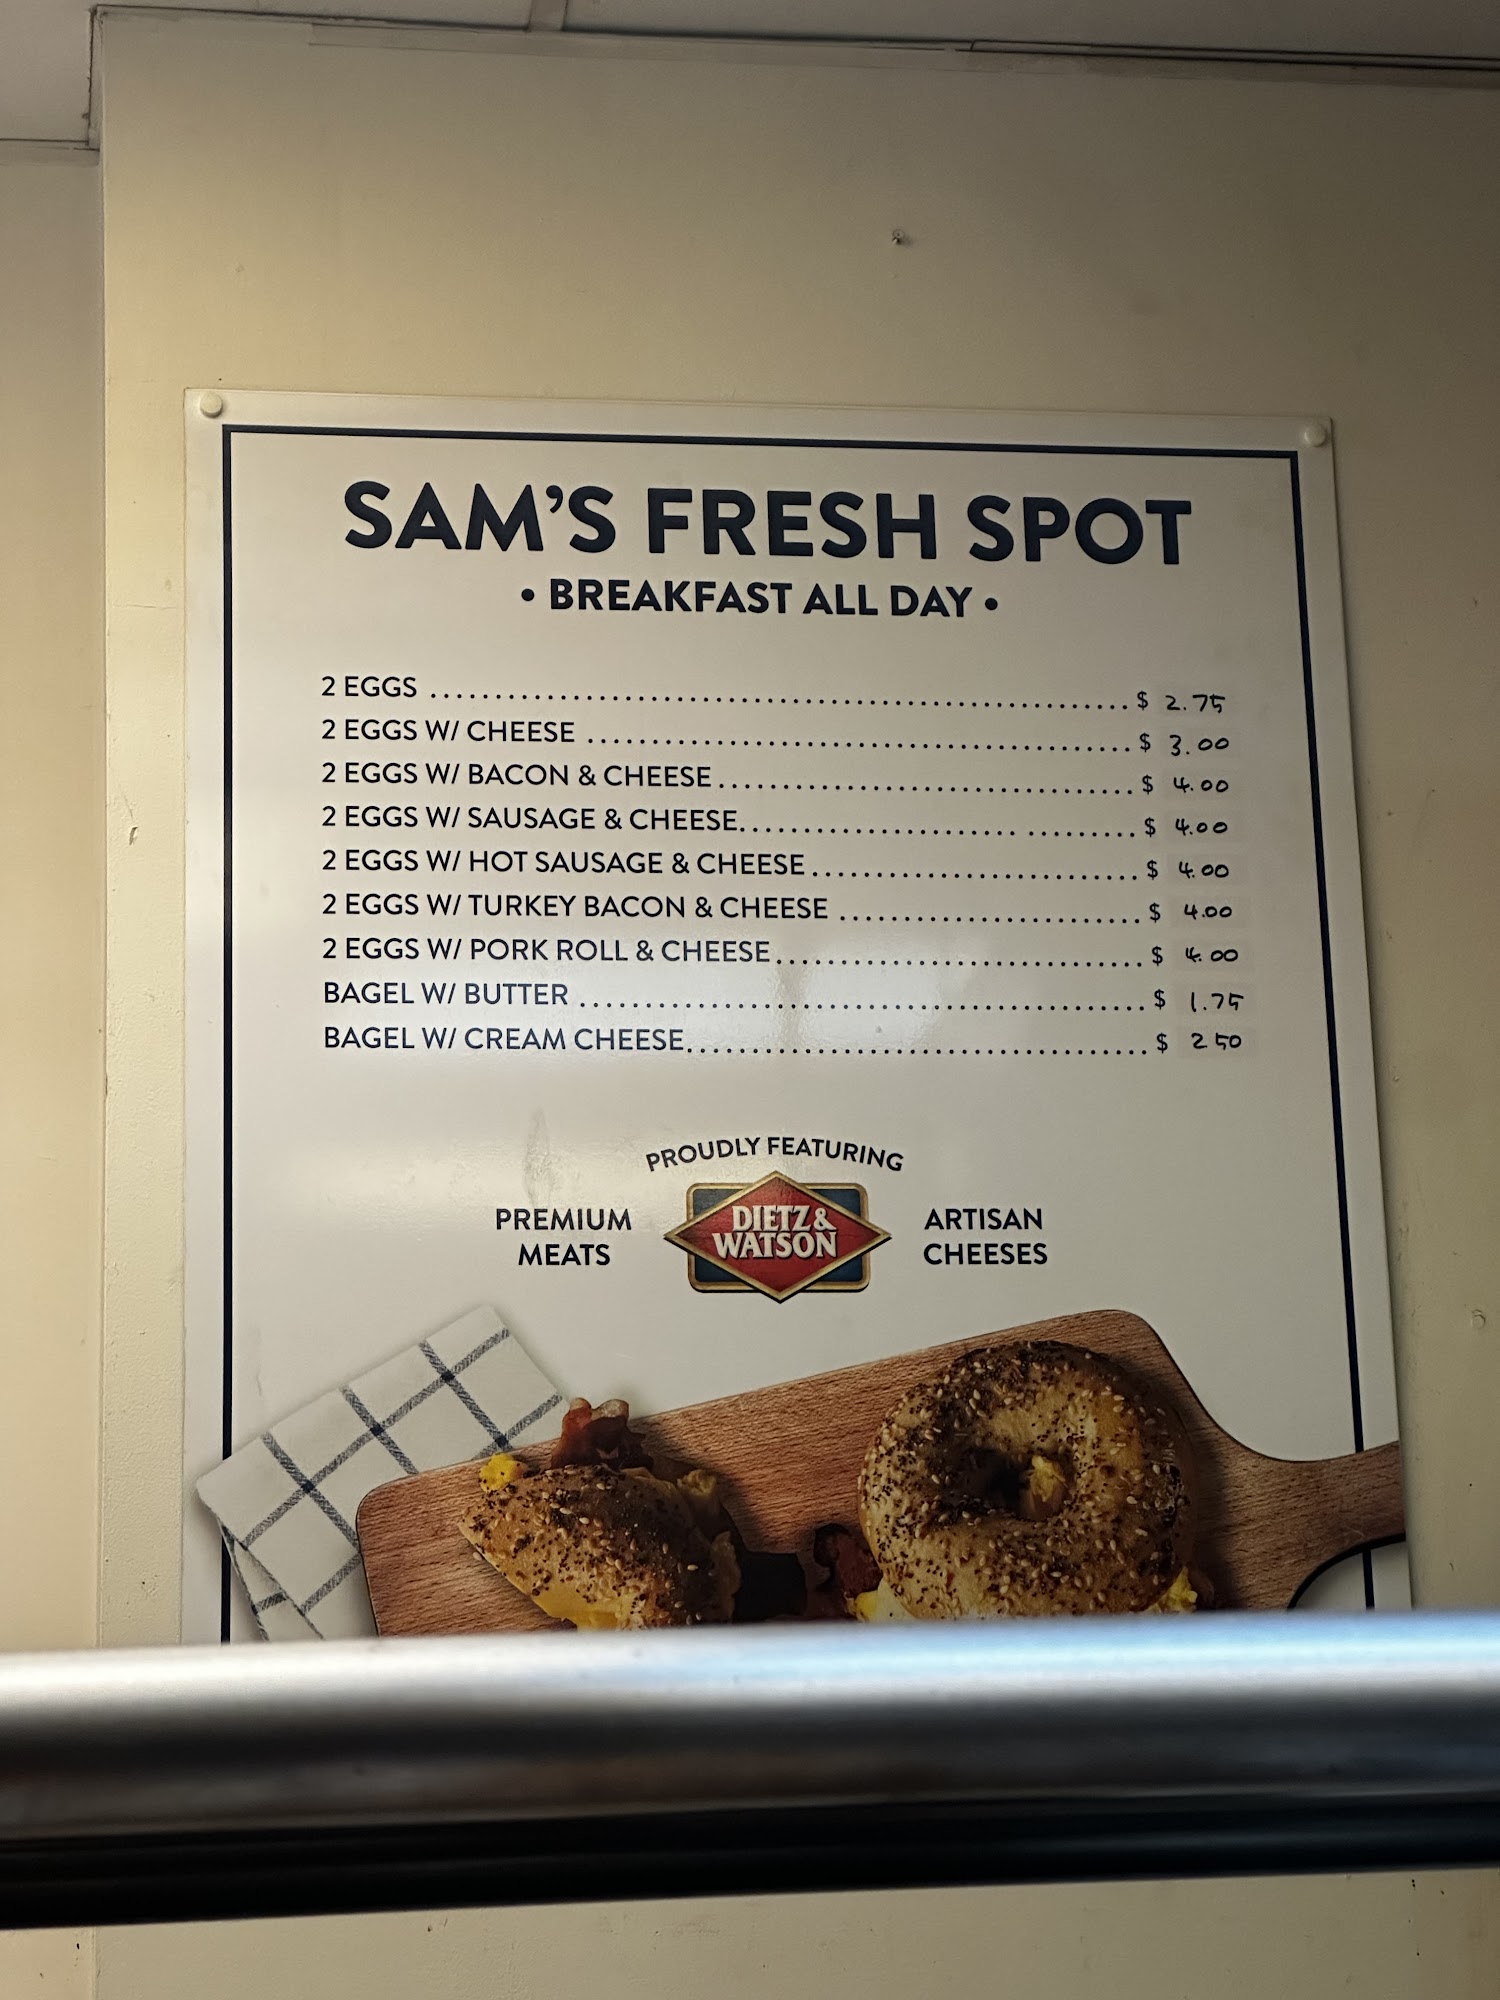 SAM'S FRESH SPOT
• BREAKFAST ALL DAY •
2 EGGS ........................................................ $ 2.75
2 EGGS W/ CHEESE ............................................ $ 3.00
2 EGGS W/ BACON & CHEESE ................................. $ 4.00
2 EGGS W/ SAUSAGE & CHEESE ............................... $ 4.00
2 EGGS W/ HOT SAUSAGE & CHEESE .......................... $ 4.00
2 EGGS W/ TURKEY BACON & CHEESE ........................ $ 4.00
2 EGGS W/ PORK ROLL & CHEESE ............................. $ 4.00
BAGEL W/ BUTTER ............................................. $ 1.75
BAGEL W/ CREAM CHEESE .................................... $ 2 50
PROUDLY FEATURING
PREMIUM MEATS
DIETZ & WATSON
ARTISAN CHEESES